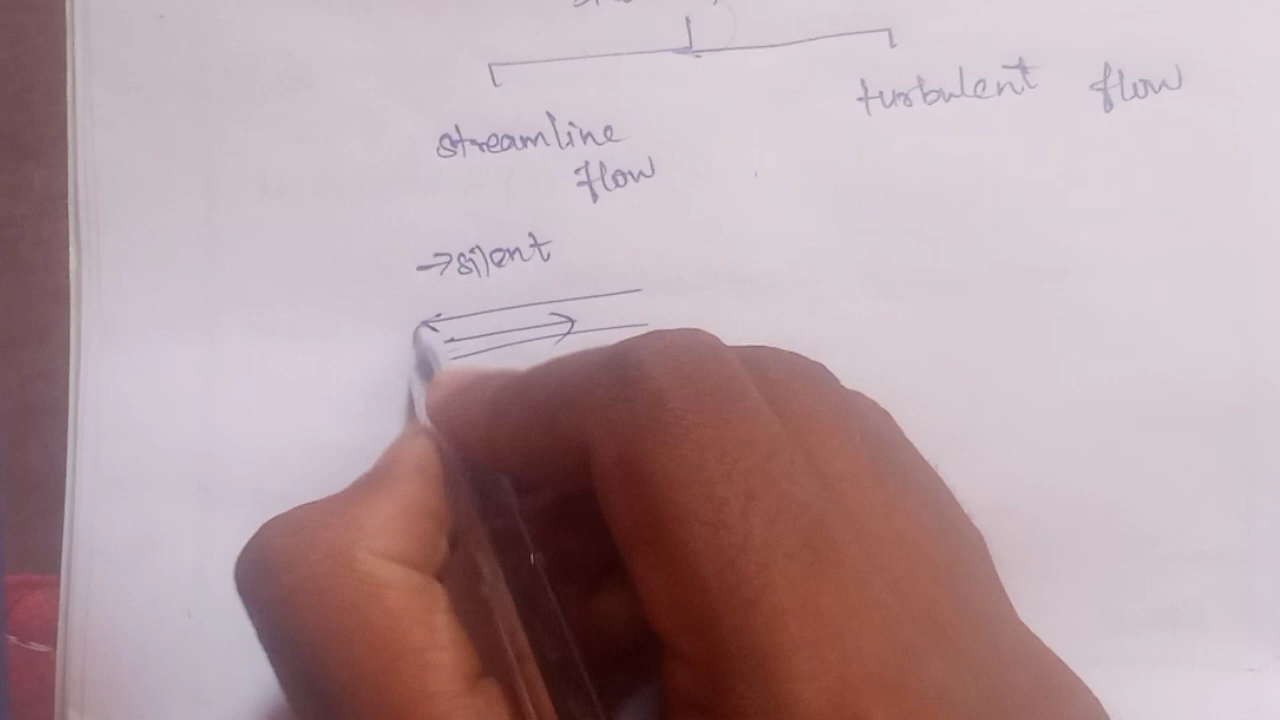 streamline
flow
turbulent flow
→silent